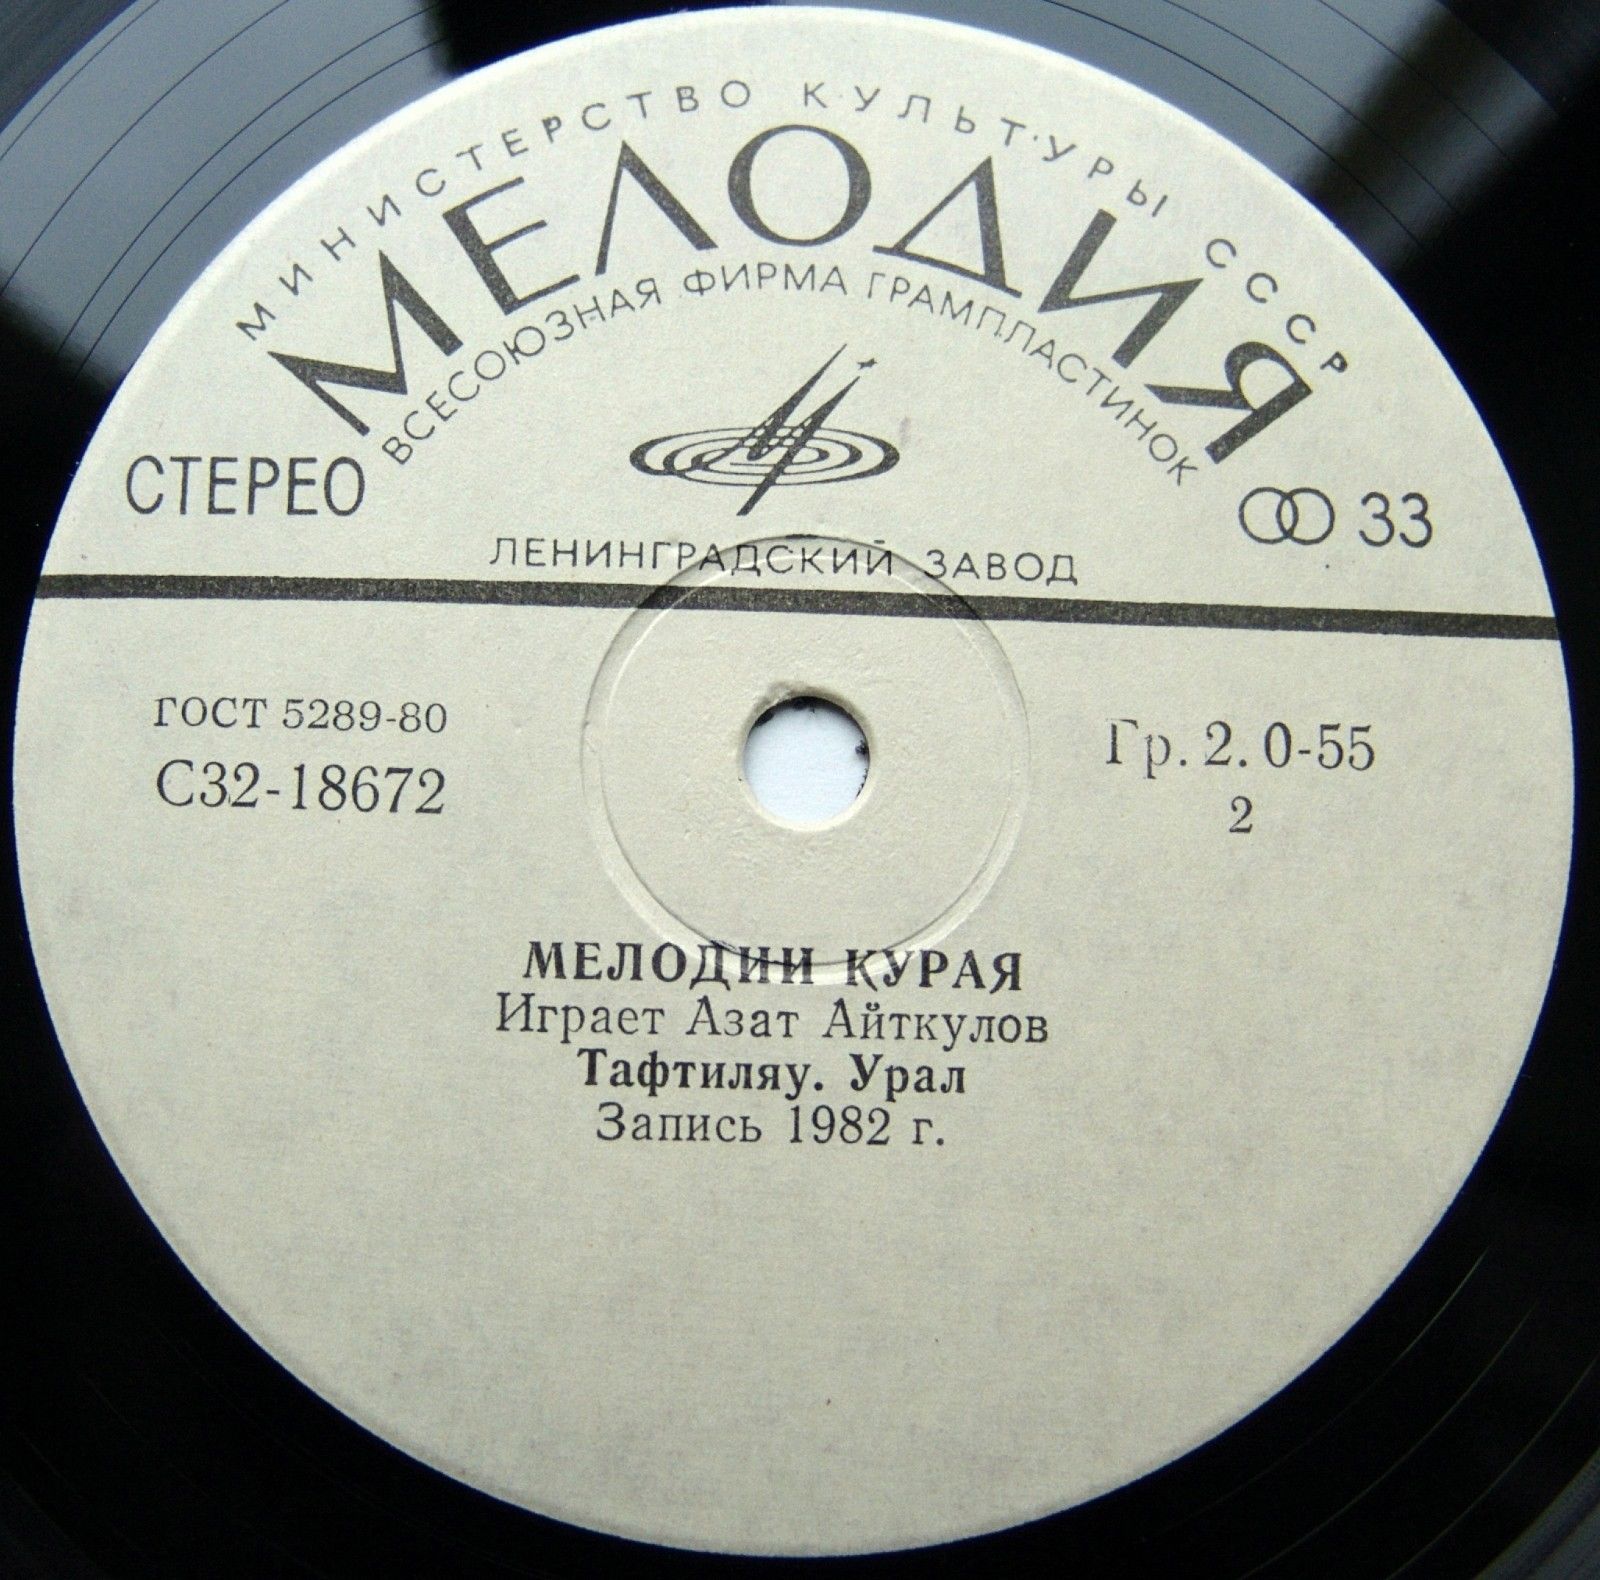 МИНИСТЕРСТВО КУЛЬТУРЫ СССР
МЕЛОДИЯ
ВСЕСОЮЗНАЯ ФИРМА ГРАМПЛАСТИНОК
СТЕРЕО
33
ЛЕНИНГРАДСКИЙ ЗАВОД
ГОСТ 5289-80
С32-18672
Гр. 2. 0-55
2
МЕЛОДИИ КУРАЯ
Играет Азат Айткулов
Тафтиляу. Урал
Запись 1982 г.